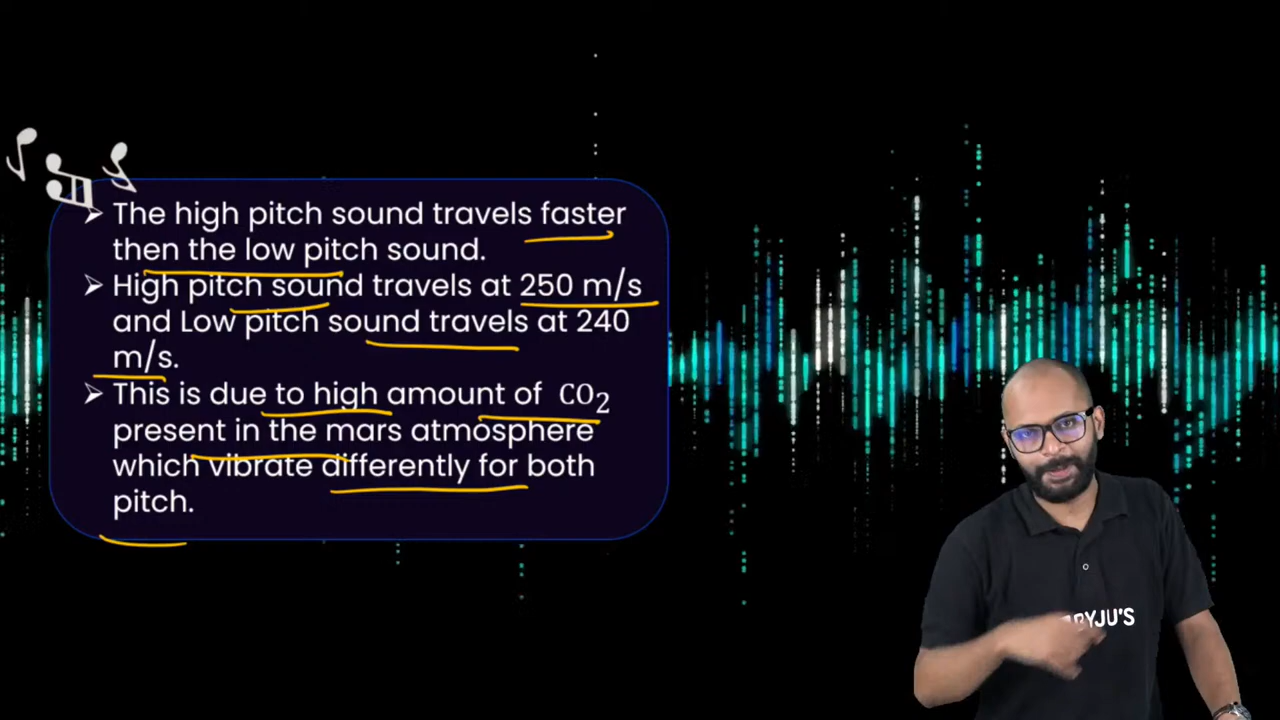 ➢ The high pitch sound travels faster
then the low pitch sound.
➢ High pitch sound travels at 250 m/s
and Low pitch sound travels at 240
m/s.
➢ This is due to high amount of CO₂
present in the mars atmosphere
which vibrate differently for both
pitch.
YJU'S